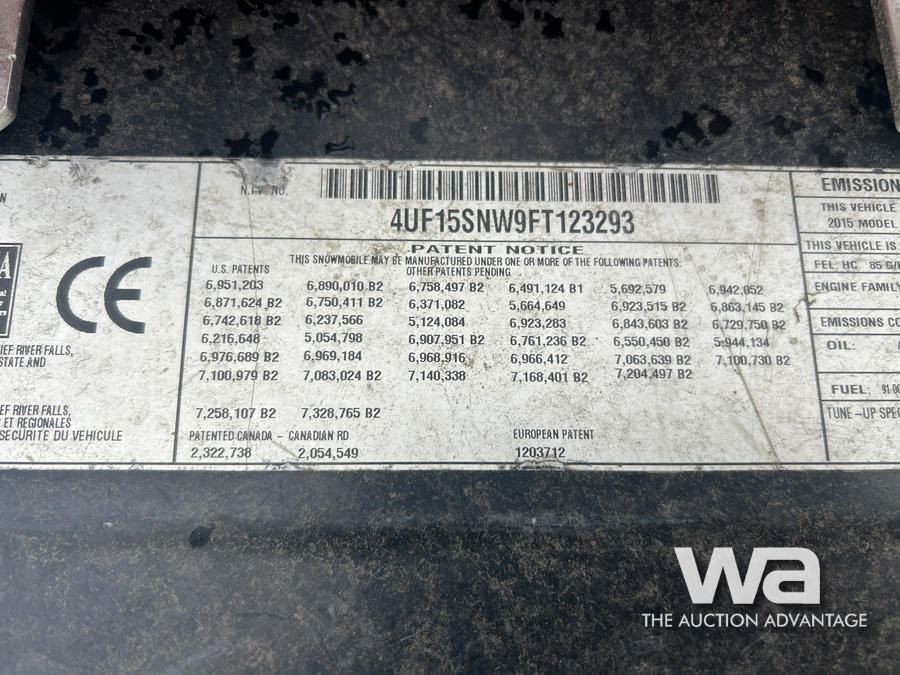 ON
N.I.V. NO.
4UF15SNW9FT123293
PATENT NOTICE
THIS SNOWMOBILE MAY BE MANUFACTURED UNDER ONE OR MORE OF THE FOLLOWING PATENTS:
OTHER PATENTS PENDING
U.S. PATENTS
6,951,203 6,890,010 B2 6,758,497 B2 6,491,124 B1 5,692,579 6,942,052
6,871,624 B2 6,750,411 B2 6,371,082 5,664,649 6,923,515 B2 6,863,145 B2
6,742,618 B2 6,237,566 5,124,084 6,923,283 6,843,603 B2 6,729,750 B2
6,216,648 5,054,798 6,907,951 B2 6,761,236 B2 6,550,450 B2 5,944,134
6,976,689 B2 6,969,184 6,968,916 6,966,412 7,063,639 B2 7,100,730 B2
7,100,979 B2 7,083,024 B2 7,140,338 7,168,401 B2 7,204,497 B2
7,258,107 B2 7,328,765 B2
PATENTED CANADA – CANADIAN RD EUROPEAN PATENT
2,322,738 2,054,549 1203712
A
CE
IEF RIVER FALLS,
STATE AND
EF RIVER FALLS,
S ET REGIONALES
SECURITE DU VEHICULE
EMISSION
THIS VEHICLE
2015 MODEL
THIS VEHICLE IS
FEL: HC 85 G/
ENGINE FAMILY
EMISSIONS CO
OIL:
FUEL: 91-0
TUNE –UP SPEC
wa
THE AUCTION ADVANTAGE